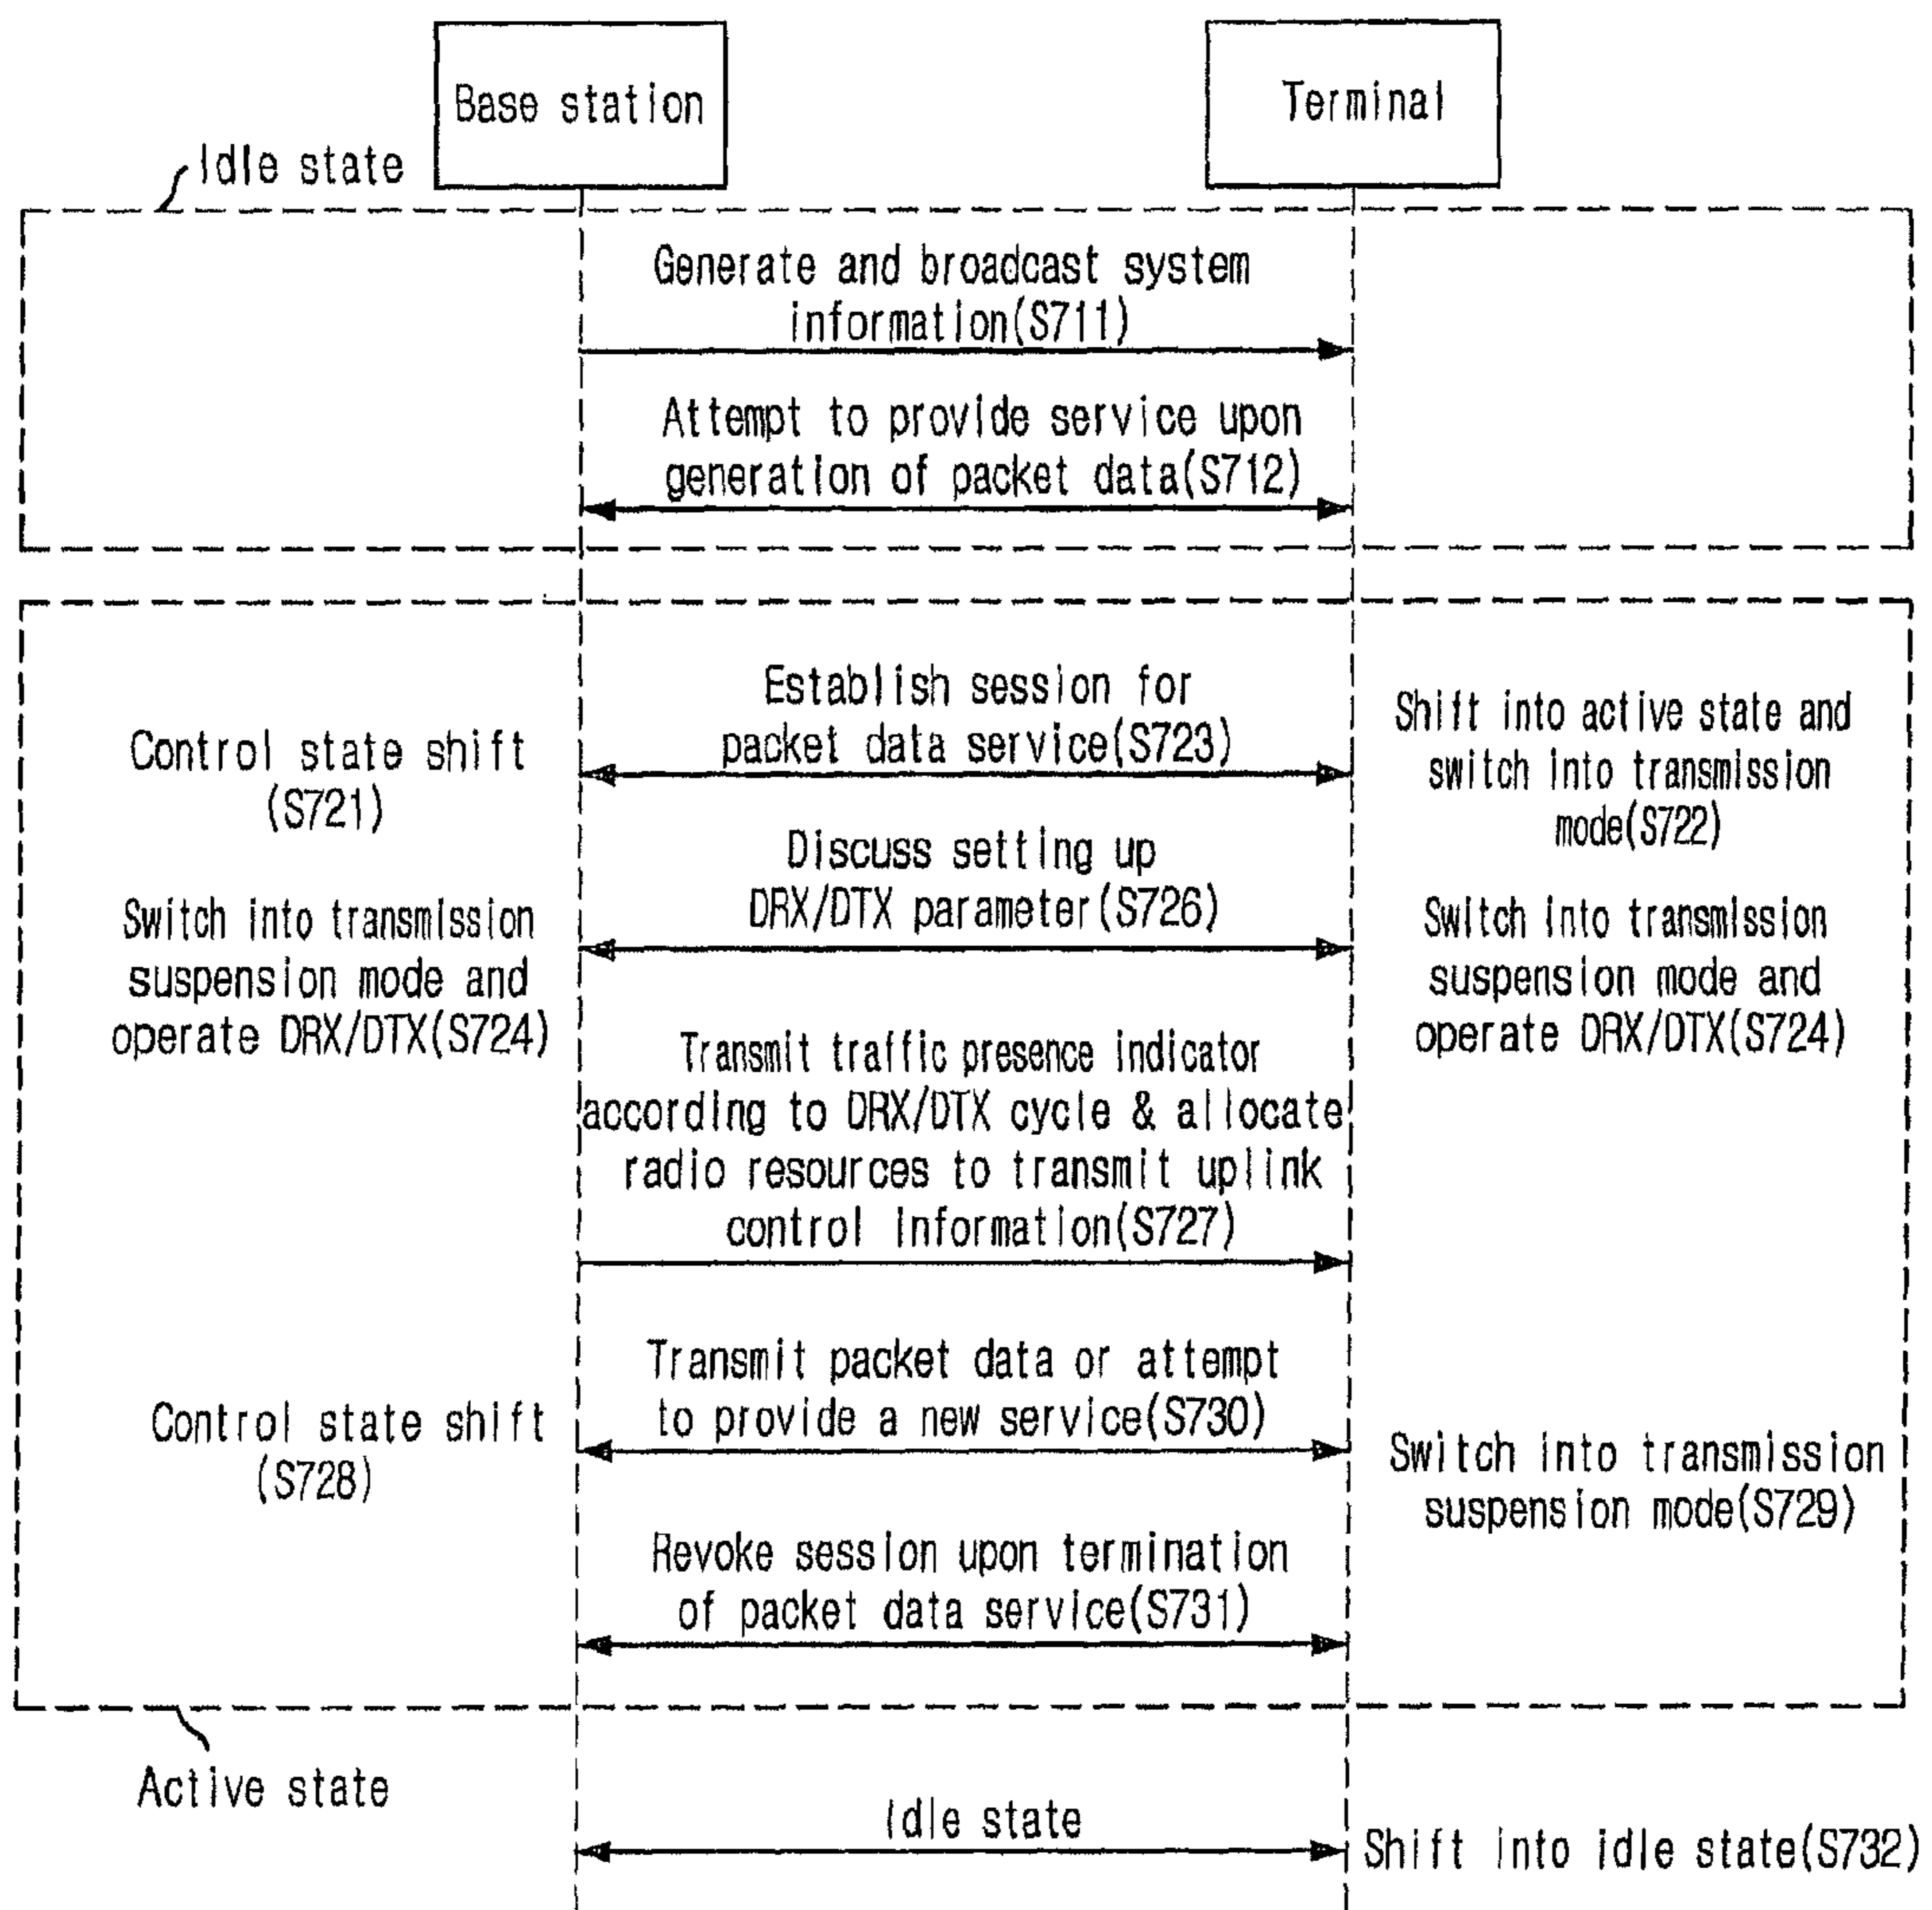 Base station
Terminal
Idle state
Generate and broadcast system
information(S711)
Attempt to provide service upon
generation of packet data(S712)
Establish session for
packet data service(S723)
Control state shift
(S721)
Shift into active state and
switch into transmission
mode(S722)
Discuss setting up
DRX/DTX parameter(S726)
Switch into transmission
suspension mode and
operate DRX/DTX(S724)
Switch into transmission
suspension mode and
operate DRX/DTX(S724)
Transmit traffic presence indicator
according to DRX/DTX cycle & allocate
radio resources to transmit uplink
control information(S727)
Transmit packet data or attempt
to provide a new service(S730)
Control state shift
(S728)
Switch into transmission
suspension mode(S729)
Revoke session upon termination
of packet data service(S731)
Active state
Idle state
Shift into idle state(S732)